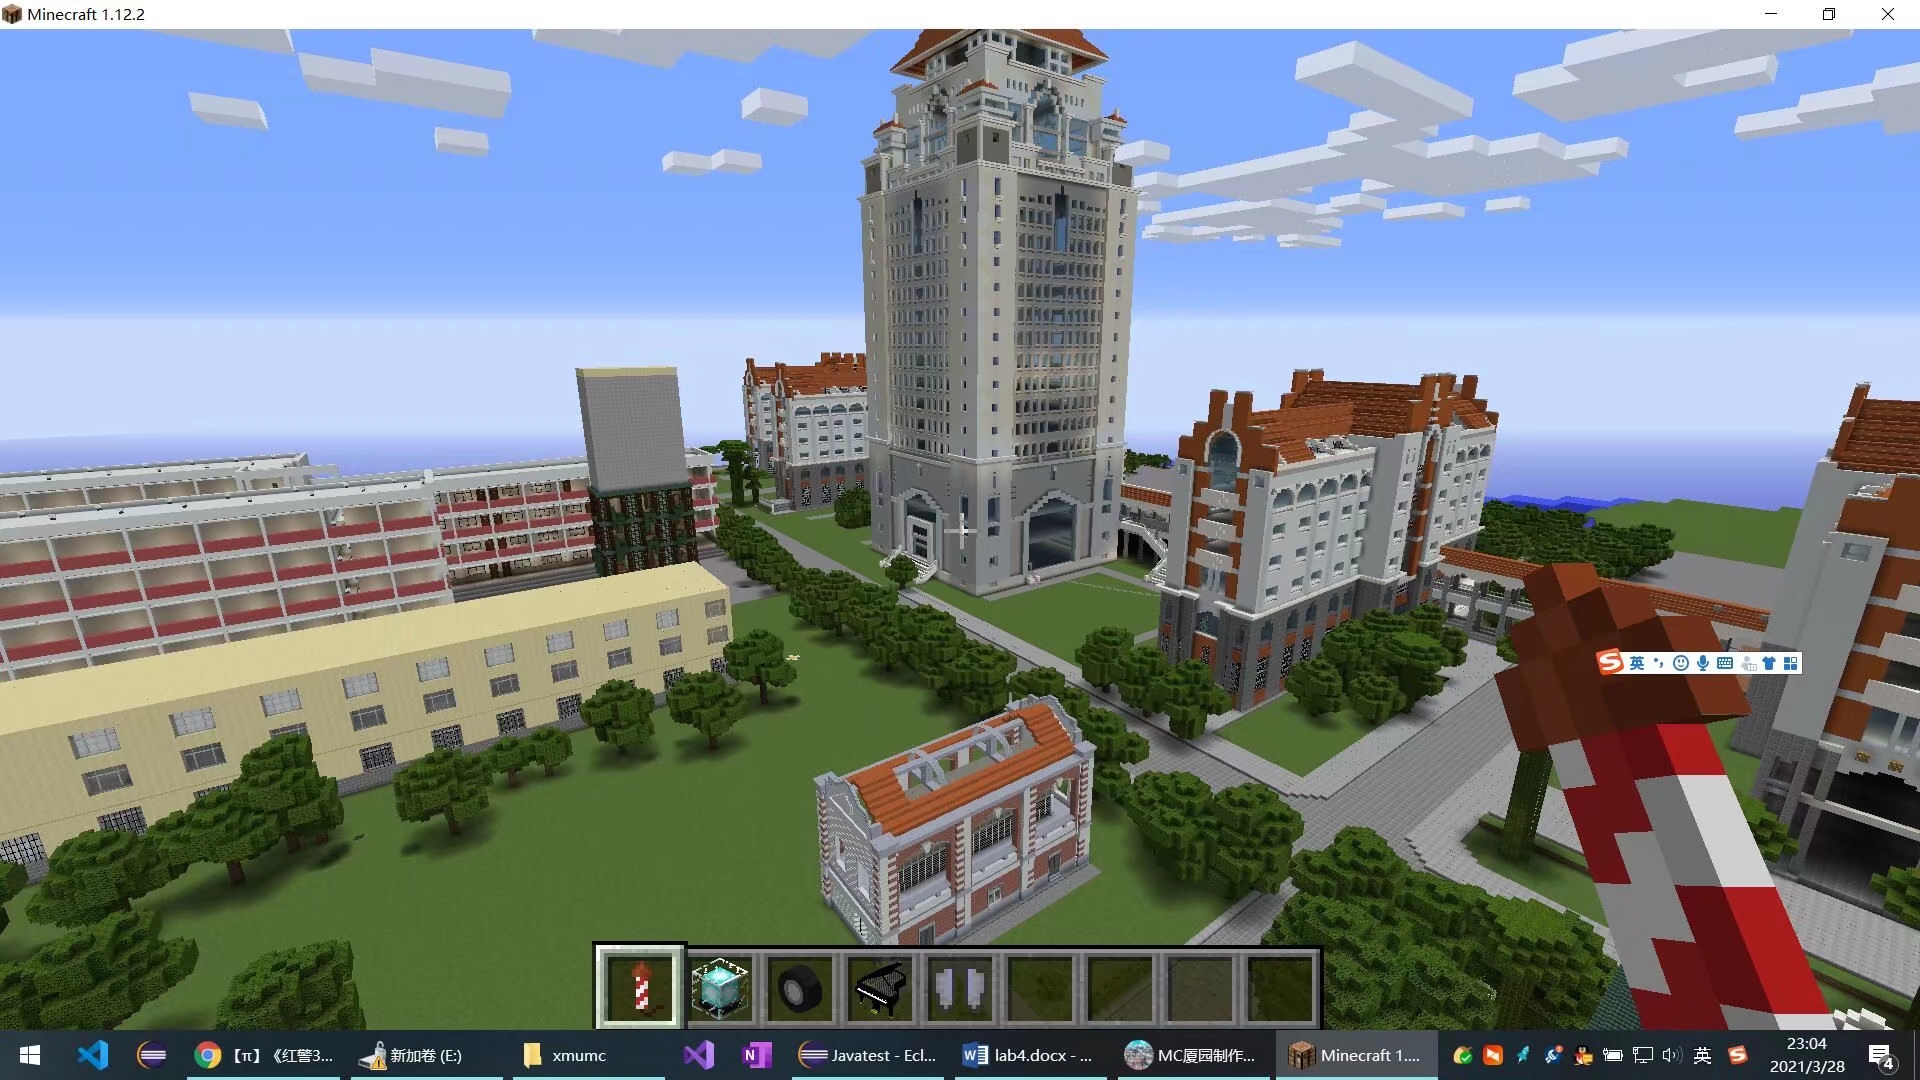 Minecraft 1.12.2
英
【π】《红警3...
新加卷 (E:)
xmumc
Javatest - Ecl...
lab4.docx - ...
MC厦园制作...
Minecraft 1....
英
23:04
2021/3/28
4